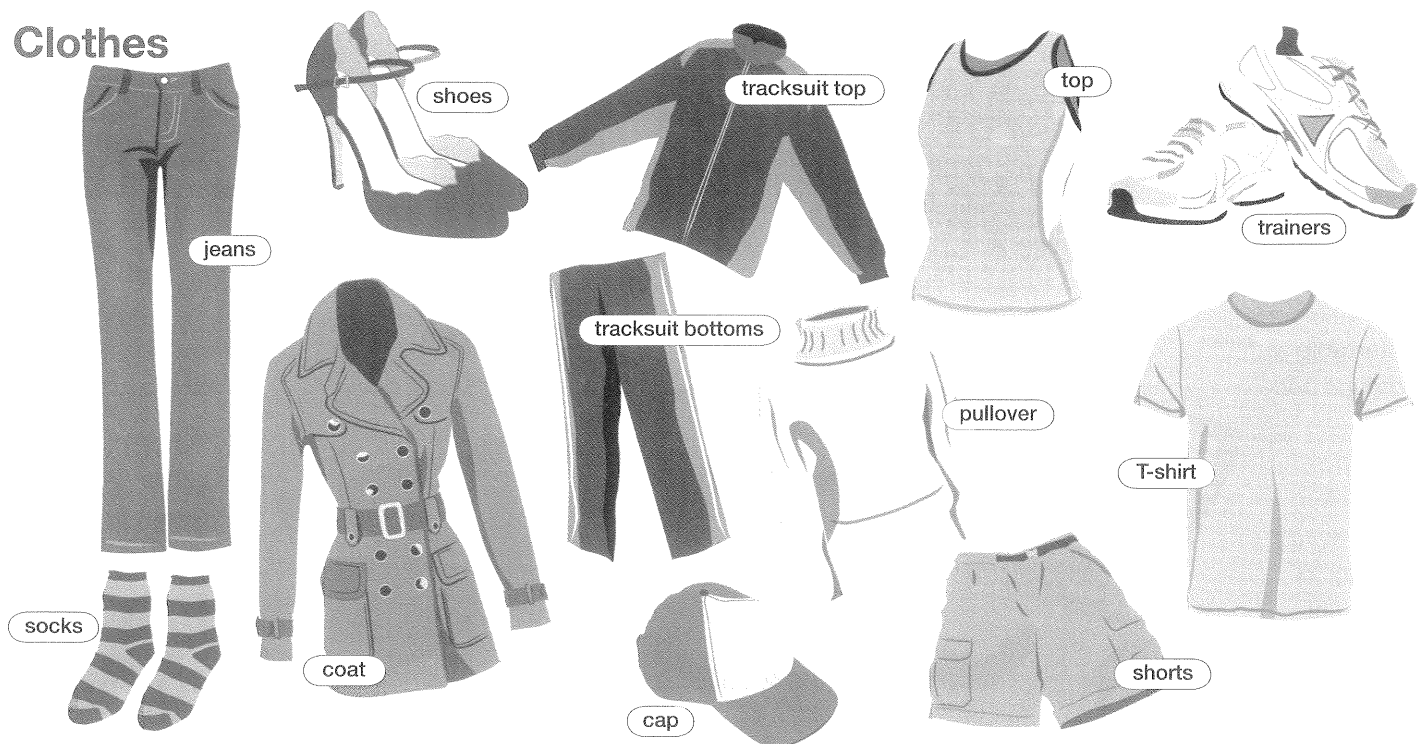 Clothes
shoes
tracksuit top
top
trainers
jeans
tracksuit bottoms
pullover
T-shirt
socks
coat
cap
shorts